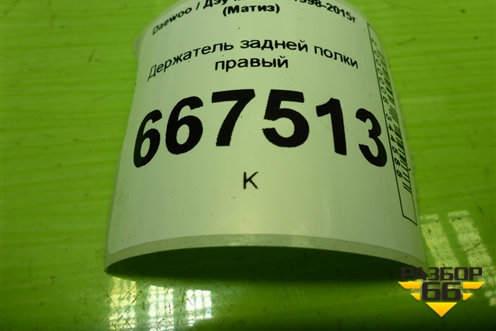 Daewoo / Дэу 1998-2015г
(Матиз)
Держатель задней полки
правый
667513
К
РАЗБОР
66